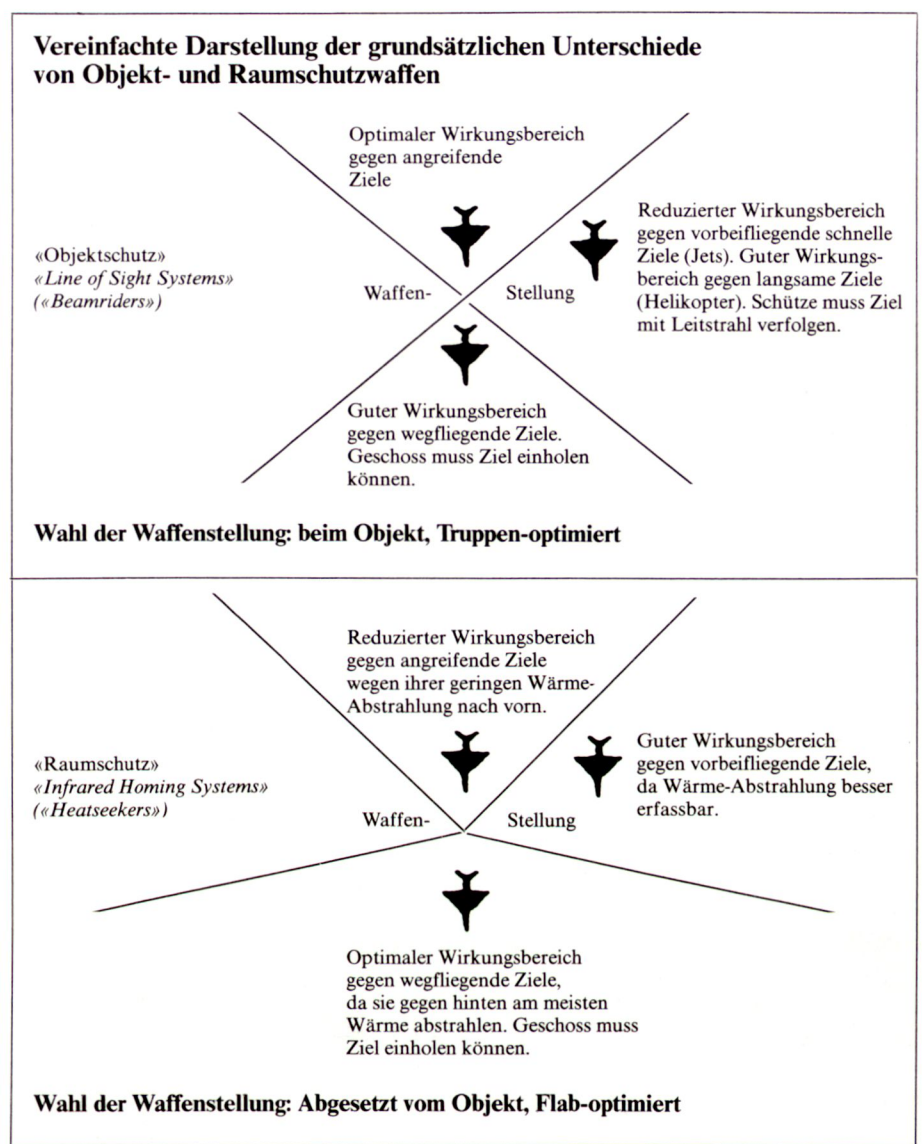 Vereinfachte Darstellung der grundsätzlichen Unterschiede
von Objekt- und Raumschutzwaffen
Optimaler Wirkungsbereich
gegen angreifende
Ziele
«Objektschutz»
«Line of Sight Systems»
(«Beamriders»)
Waffen- Stellung
Reduzierter Wirkungsbereich
gegen vorbeifliegende schnelle
Ziele (Jets). Guter Wirkungs-
bereich gegen langsame Ziele
(Helikopter). Schütze muss Ziel
mit Leitstrahl verfolgen.
Guter Wirkungsbereich
gegen wegfliegende Ziele.
Geschoss muss Ziel einholen
können.
Wahl der Waffenstellung: beim Objekt, Truppen-optimiert
Reduzierter Wirkungsbereich
gegen angreifende Ziele
wegen ihrer geringen Wärme-
Abstrahlung nach vorn.
«Raumschutz»
«Infrared Homing Systems»
(«Heatseekers»)
Waffen- Stellung
Guter Wirkungsbereich
gegen vorbeifliegende Ziele,
da Wärme-Abstrahlung besser
erfassbar.
Optimaler Wirkungsbereich
gegen wegfliegende Ziele,
da sie gegen hinten am meisten
Wärme abstrahlen. Geschoss muss
Ziel einholen können.
Wahl der Waffenstellung: Abgesetzt vom Objekt, Flab-optimiert